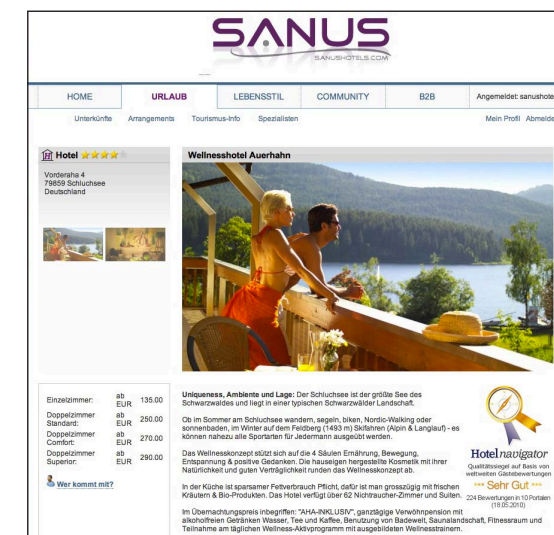 SANUS
SANUSHOTELS.COM
HOME URLAUB LEBENSSTIL COMMUNITY B2B Angemeldet: sanushote
Unterkünfte Arrangements Tourismus-Info Spezialisten Mein Profil Abmelde
Hotel
Vorderaha 4
79859 Schluchsee
Deutschland
Wellnesshotel Auerhahn
Einzelzimmer: ab EUR 135.00
Doppelzimmer Standard: ab EUR 250.00
Doppelzimmer Comfort: ab EUR 270.00
Doppelzimmer Superior: ab EUR 290.00
Wer kommt mit?
Uniqueness, Ambiente und Lage: Der Schluchsee ist der größte See des
Schwarzwaldes und liegt in einer typischen Schwarzwälder Landschaft.
Ob im Sommer am Schluchsee wandern, segeln, biken, Nordic-Walking oder
sonnenbaden, im Winter auf dem Feldberg (1493 m) Skifahren (Alpin & Langlauf) - es
können nahezu alle Sportarten für Jedermann ausgeübt werden.
Das Wellnesskonzept stützt sich auf die 4 Säulen Ernährung, Bewegung,
Entspannung & positive Gedanken. Die hauseigen hergestellte Kosmetik mit ihrer
Natürlichkeit und guten Verträglichkeit runden das Wellnesskonzept ab.
In der Küche ist sparsamer Fettverbrauch Pflicht, dafür ist man grosszügig mit frischen
Kräutern & Bio-Produkten. Das Hotel verfügt über 62 Nichtraucher-Zimmer und Suiten.
Im Übernachtungspreis inbegriffen: "AHA-INKLUSIV", ganztägige Verwöhnpension mit
alkoholfreien Getränken Wasser, Tee und Kaffee, Benutzung von Badewelt, Saunalandschaft, Fitnessraum und
Teilnahme am täglichen Wellness-Aktivprogramm mit ausgebildeten Wellnesstrainern.
Hotelnavigator
Qualitätssiegel auf Basis von
weltweiten Gästebewertungen
*** Sehr Gut ***
224 Bewertungen in 10 Portalen
(18.05.2010)